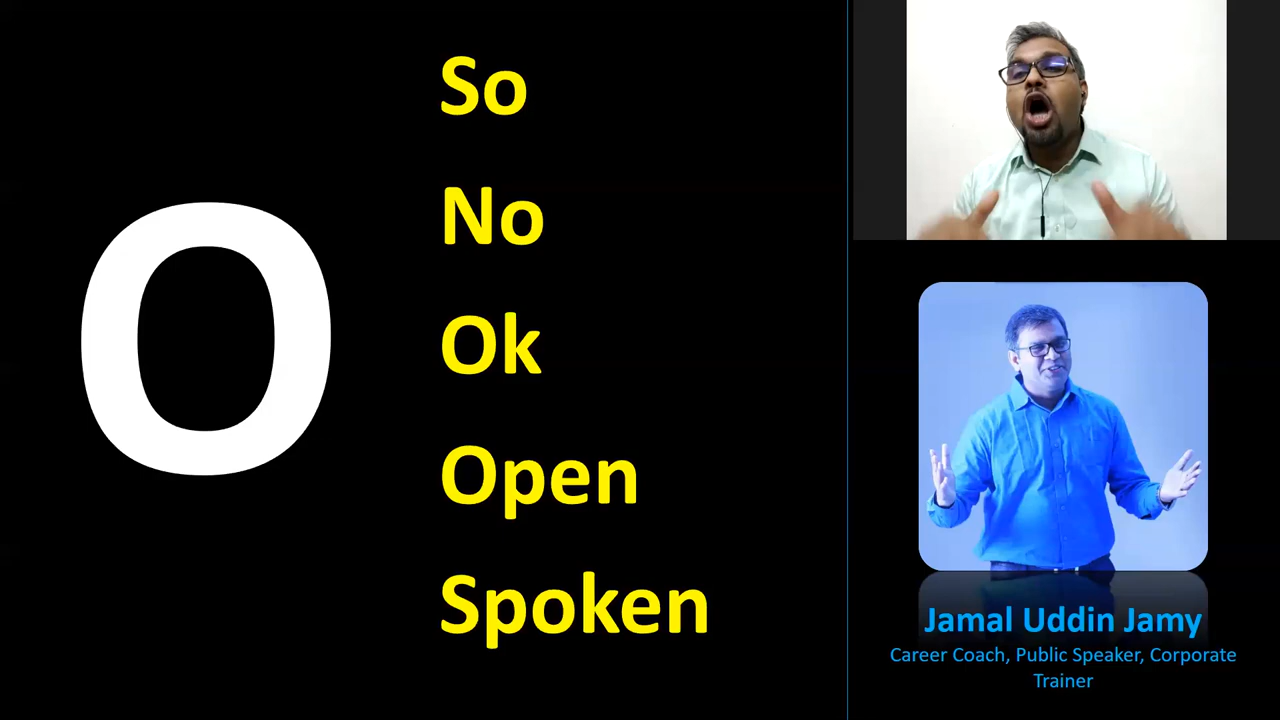 O
So
No
Ok
Open
Spoken
Jamal Uddin Jamy
Career Coach, Public Speaker, Corporate
Trainer